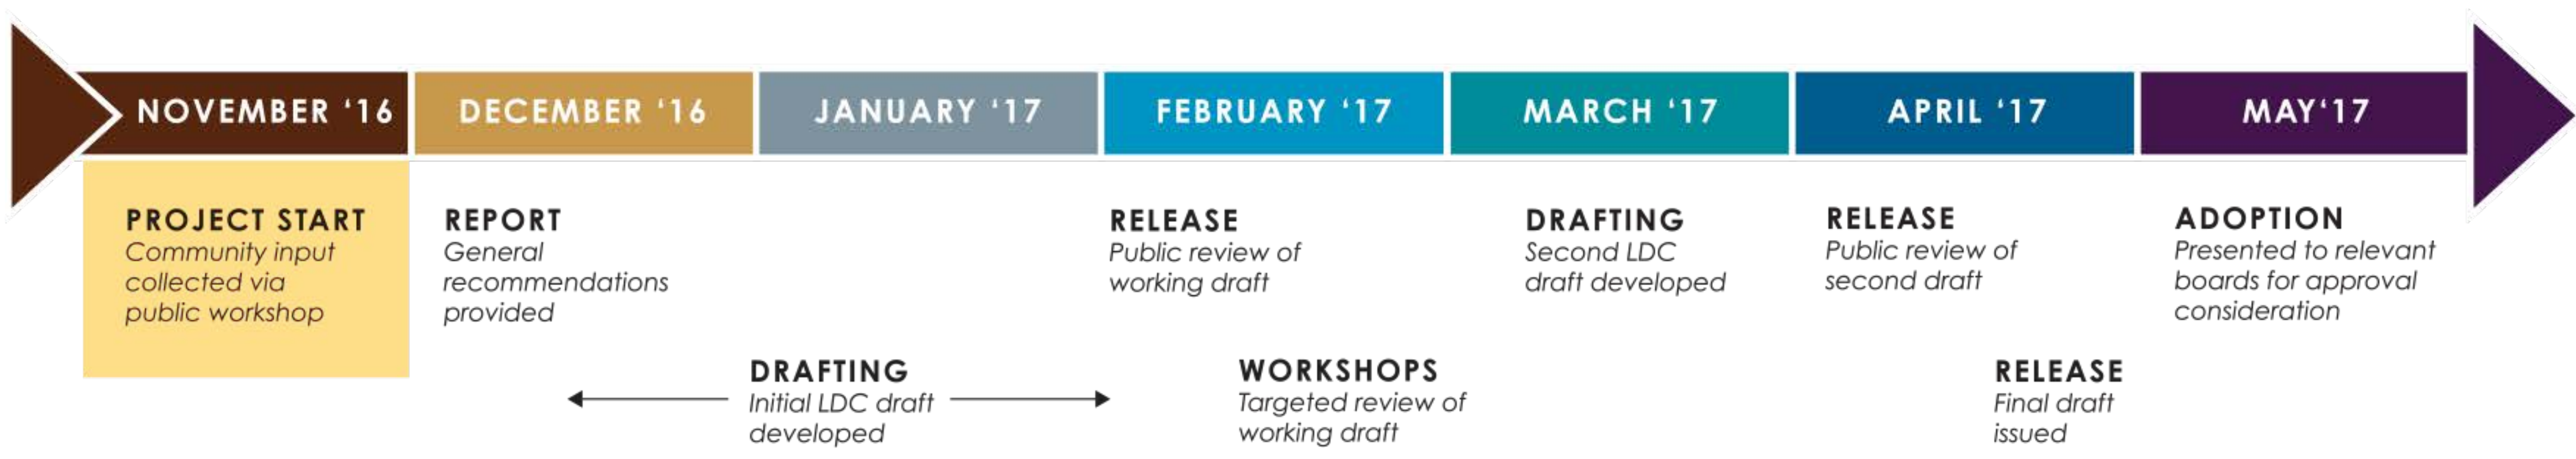 NOVEMBER ‘16
DECEMBER ‘16
JANUARY ‘17
FEBRUARY ‘17
MARCH ‘17
APRIL ‘17
MAY‘17
PROJECT START
Community input
collected via
public workshop
REPORT
General
recommendations
provided
DRAFTING
Initial LDC draft
developed
RELEASE
Public review of
working draft
WORKSHOPS
Targeted review of
working draft
DRAFTING
Second LDC
draft developed
RELEASE
Public review of
second draft
RELEASE
Final draft
issued
ADOPTION
Presented to relevant
boards for approval
consideration